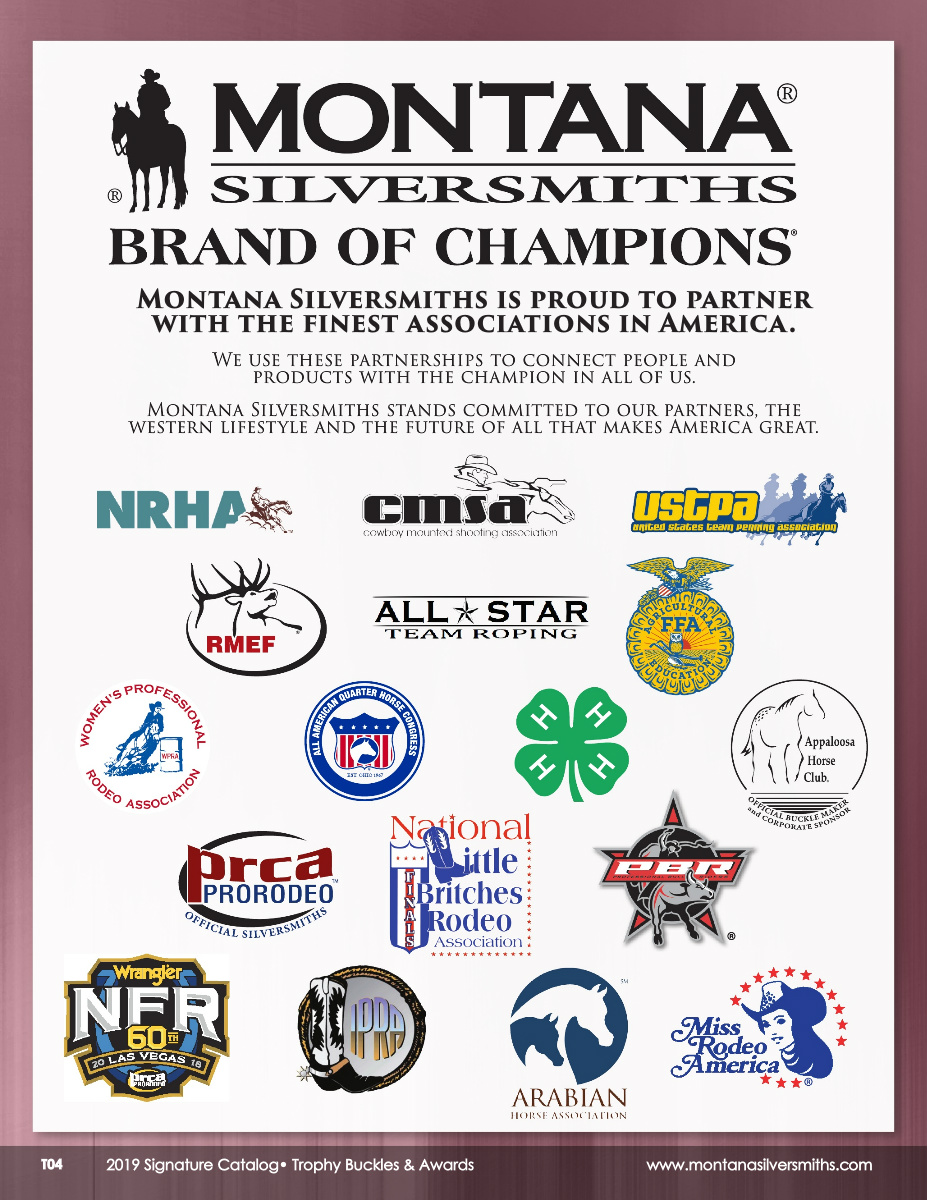 MONTANA®
®
SILVERSMITHS
BRAND OF CHAMPIONS®
MONTANA SILVERSMITHS IS PROUD TO PARTNER
WITH THE FINEST ASSOCIATIONS IN AMERICA.
WE USE THESE PARTNERSHIPS TO CONNECT PEOPLE AND
PRODUCTS WITH THE CHAMPION IN ALL OF US.
MONTANA SILVERSMITHS STANDS COMMITTED TO OUR PARTNERS, THE
WESTERN LIFESTYLE AND THE FUTURE OF ALL THAT MAKES AMERICA GREAT.
NRHA
cmsa
cowboy mounted shooting association
ustpa
united states team penning association
RMEF
ALL STAR
TEAM ROPING
AGRICULTURAL
FFA
EDUCATION
WOMEN'S PROFESSIONAL
WPRA
RODEO ASSOCIATION
ALL AMERICAN QUARTER HORSE CONGRESS
EST. OHIO 1967
H H
H H
Appaloosa
Horse
Club.
OFFICIAL BUCKLE MAKER
and CORPORATE SPONSOR
prca
PRORODEO™
OFFICIAL SILVERSMITHS
National
Little
Britches
Rodeo
Association
FINALS
PBR
®
Wrangler
NFR
60TH
20 LAS VEGAS 18
prca
PRORODEO
IPRA
SM
ARABIAN
HORSE ASSOCIATION
Miss
Rodeo
America
®
T04 2019 Signature Catalog• Trophy Buckles & Awards www.montanasilversmiths.com